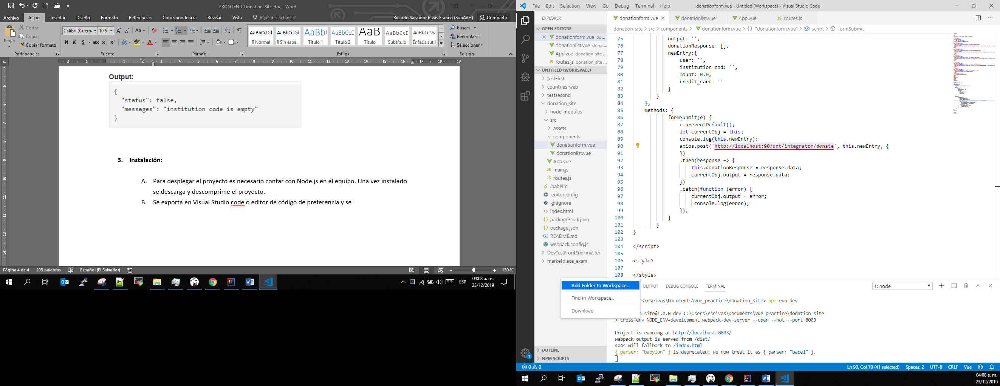 FRONTEND_Donation_Site_doc - Word
Archivo Inicio Insertar Diseño Formato Referencias Correspondencia Revisar Vista ¿Qué desea hacer? Ricardo Salvador Rivas Franco (SubAVH) Compartir
Pegar
Cortar
Copiar
Copiar formato
Portapapeles
Calibri (Cuerpo 10.5
N K S abc x₂ x²
Fuente
Párrafo
AaBbCcDd AaBbCcDd AaBb( AaBbCcE AaB AaBbCcD AaBbCcDd
¶ Normal ¶ Sin espa... Título 1 Título 2 Título Subtítulo Énfasis sutil
Estilos
Buscar
Reemplazar
Seleccionar
Edición
Output:
{
"status": false,
"messages": "institution code is empty"
}
3. Instalación:
A. Para desplegar el proyecto es necesario contar con Node.js en el equipo. Una vez instalado
se descarga y descomprime el proyecto.
B. Se exporta en Visual Studio code o editor de código de preferencia y se
Página 4 de 4 293 palabras Español (El Salvador) 130 %
ESP 04:08 a. m.
23/12/2019
File Edit Selection View Go Debug Terminal Help donationform.vue - Untitled (Workspace) - Visual Studio Code
EXPLORER
OPEN EDITORS
donationform.vue do...
donationlist.vue donat...
App.vue donation_site ...
JS routes.js donation_site ...
UNTITLED (WORKSPACE)
testFirst
countries-web
testsecond
donation_site
node_modules
src
assets
components
donationform.vue
donationlist.vue
App.vue
JS main.js
JS routes.js
.babelrc
.editorconfig
.gitignore
index.html
package-lock.json
package.json
README.md
webpack.config.js
DevTestFrontEnd-master
marketplace_exam
OUTLINE
NPM SCRIPTS
donationform.vue donationlist.vue App.vue JS routes.js
donation_site > src > components > donationform.vue > {} "donationform.vue" > script > formSubmit
75 output: '',
76 donationResponse: [],
77 newEntry:{
78 user: '',
79 institution_cod: '',
80 mount: 0.0,
81 credit_card: ''
82 }
83 }
84 },
85 methods: {
86 formSubmit(e) {
87 e.preventDefault();
88 let currentObj = this;
89 console.log(this.newEntry);
90 axios.post('http://localhost:90/dnt/integrator/donate', this.newEntry, {
91 })
92 .then(response => {
93 this.donationResponse = response.data;
94 currentObj.output = response.data;
95 })
96 .catch(function (error) {
97 currentObj.output = error;
98 console.log(error);
99 });
100 }
101 }
102 }
103
104 </script>
105
106 <style>
107
108 </style>
Add Folder to Workspace...
Find in Workspace...
Download
OUTPUT DEBUG CONSOLE TERMINAL 1: node
rs\rsrivas\Documents\vue_practice\donation_site> npm run dev
n-site@1.0.0 dev C:\Users\rsrivas\Documents\vue_practice\donation_site
> cross-env NODE_ENV=development webpack-dev-server --open --hot --port 8003
Project is running at http://localhost:8003/
webpack output is served from /dist/
404s will fallback to /index.html
{ parser: "babylon" } is deprecated; we now treat it as { parser: "babel" }.
0 0 Ln 90, Col 70 (41 selected) Spaces: 2 UTF-8 CRLF Vue
04:08 a. m.
23/12/2019